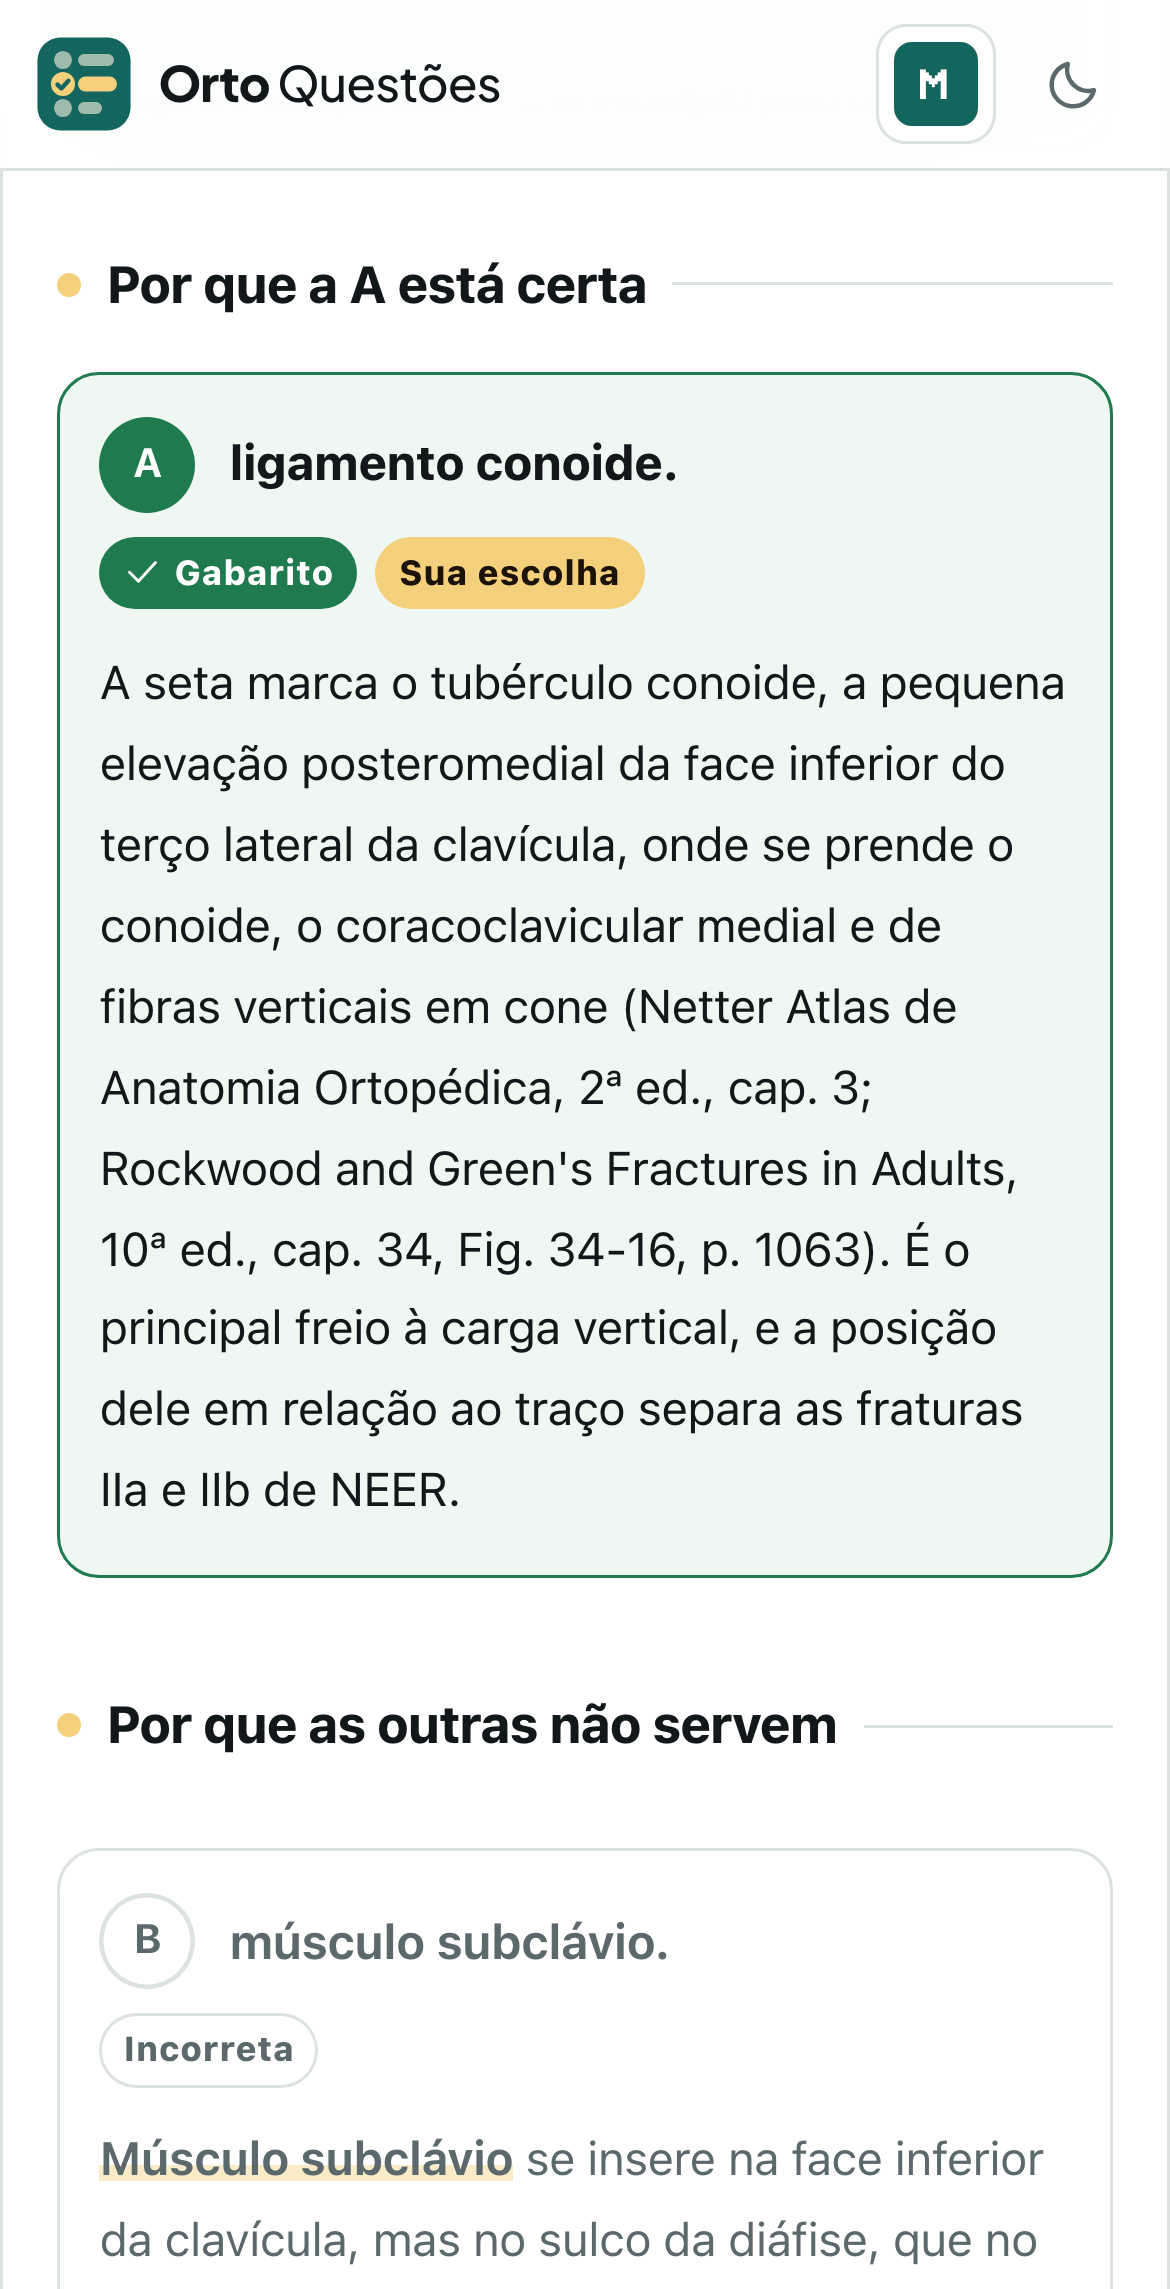 Orto Questões
M
Por que a A está certa
A ligamento conoide.
Gabarito Sua escolha
A seta marca o tubérculo conoide, a pequena
elevação posteromedial da face inferior do
terço lateral da clavícula, onde se prende o
conoide, o coracoclavicular medial e de
fibras verticais em cone (Netter Atlas de
Anatomia Ortopédica, 2ª ed., cap. 3;
Rockwood and Green's Fractures in Adults,
10ª ed., cap. 34, Fig. 34-16, p. 1063). É o
principal freio à carga vertical, e a posição
dele em relação ao traço separa as fraturas
IIa e IIb de NEER.
Por que as outras não servem
B músculo subclávio.
Incorreta
Músculo subclávio se insere na face inferior
da clavícula, mas no sulco da diáfise, que no